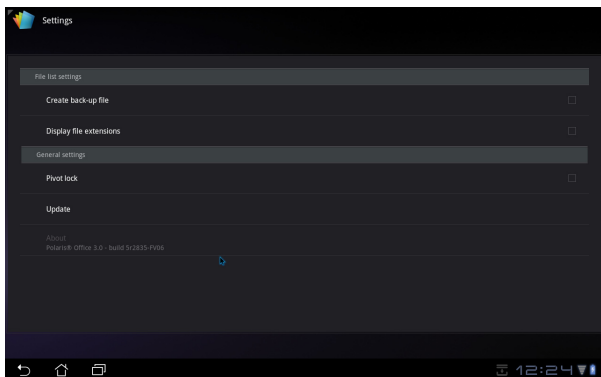 Settings
File list settings
Create back-up file
Display file extensions
General settings
Pivot lock
Update
About
Polaris® Office 3.0 - build 5r2835-FV06
12:24